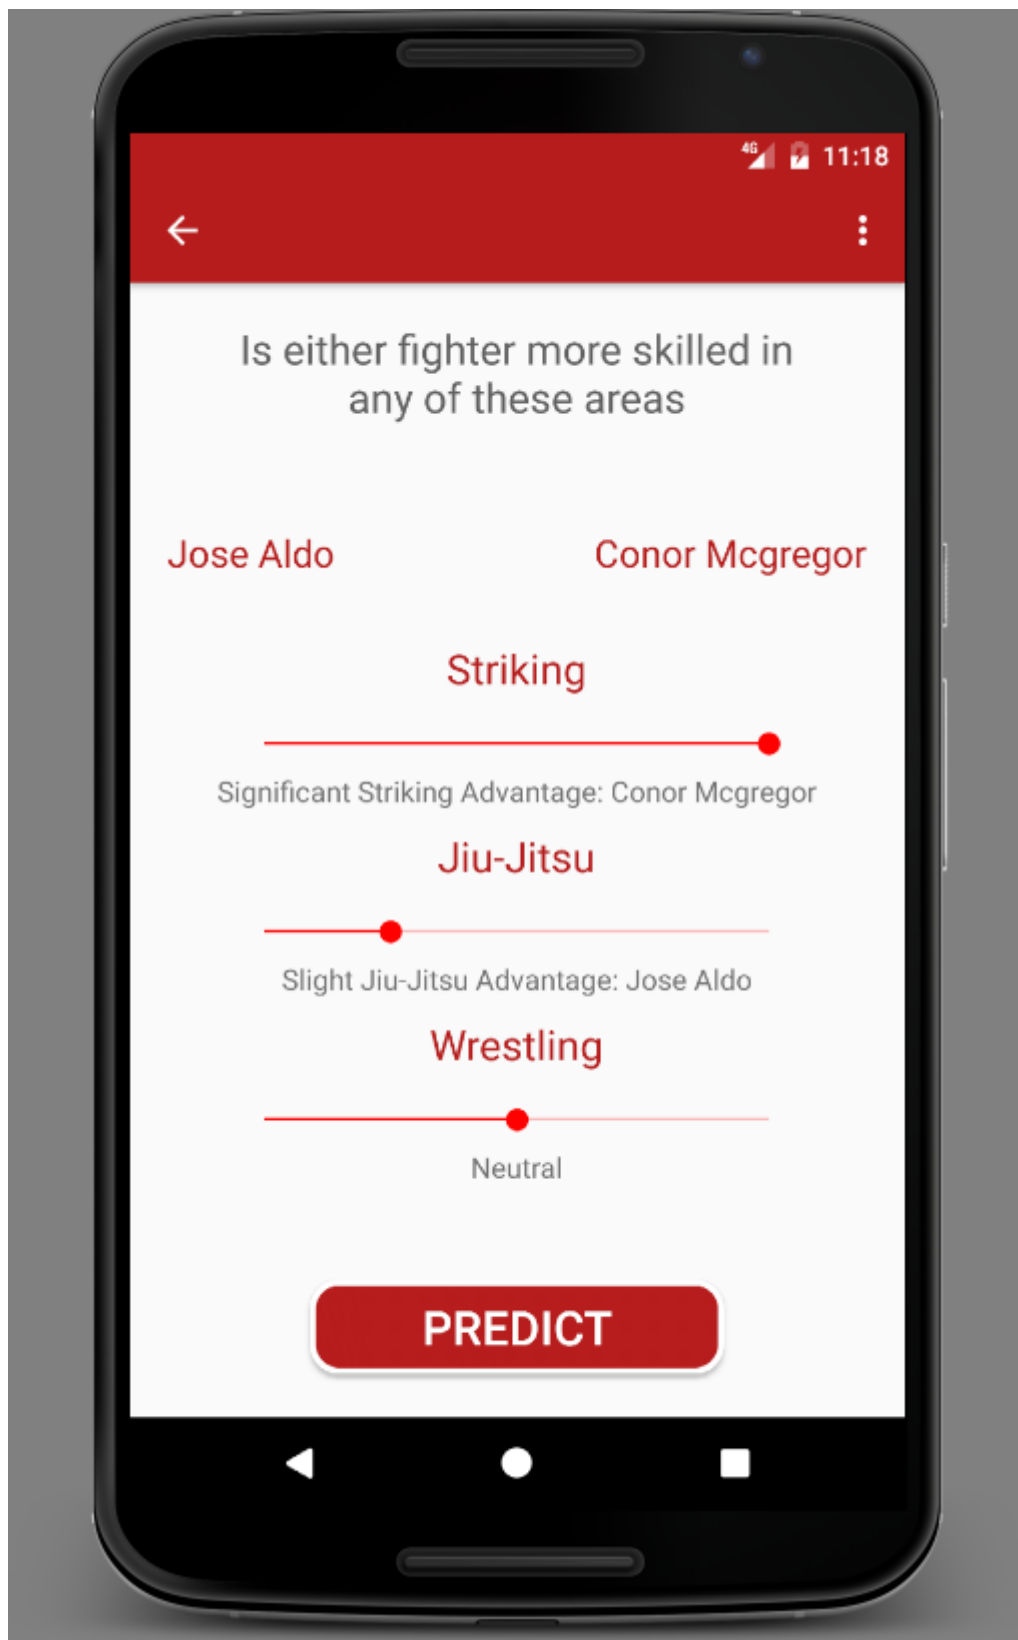 4G 11:18
Is either fighter more skilled in
any of these areas
Jose Aldo Conor Mcgregor
Striking
Significant Striking Advantage: Conor Mcgregor
Jiu-Jitsu
Slight Jiu-Jitsu Advantage: Jose Aldo
Wrestling
Neutral
PREDICT